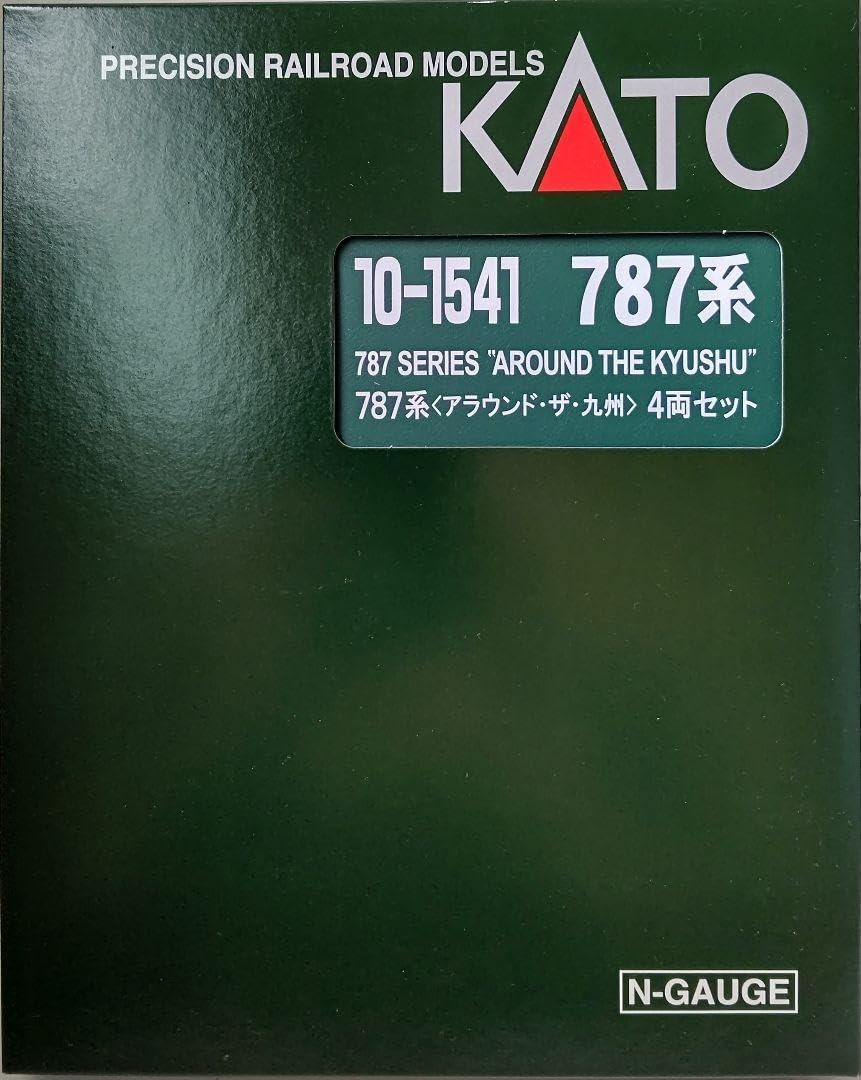 PRECISION RAILROAD MODELS
KATO
10-1541 787系
787 SERIES "AROUND THE KYUSHU"
787系〈アラウンド・ザ・九州〉 4両セット
N-GAUGE